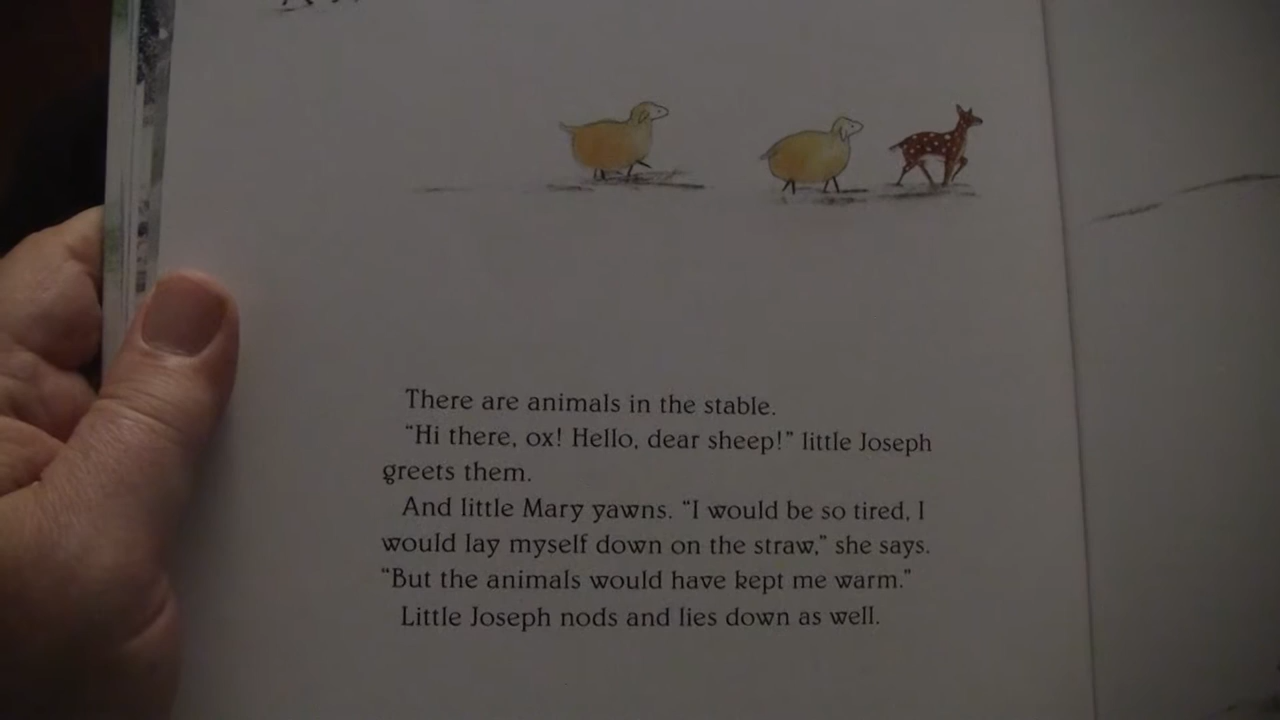 There are animals in the stable.
“Hi there, ox! Hello, dear sheep!” little Joseph
greets them.
And little Mary yawns. “I would be so tired, I
would lay myself down on the straw,” she says.
“But the animals would have kept me warm.”
Little Joseph nods and lies down as well.